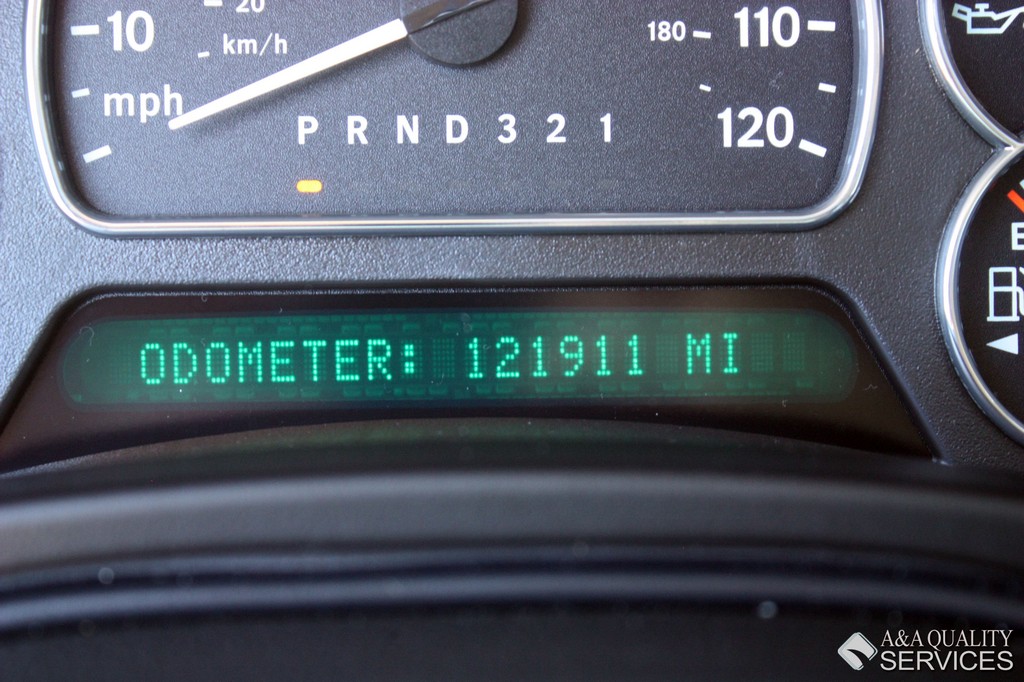 10 20 180 110
km/h
mph 120
P R N D 3 2 1
E
ODOMETER: 121911 MI
A&A QUALITY
SERVICES